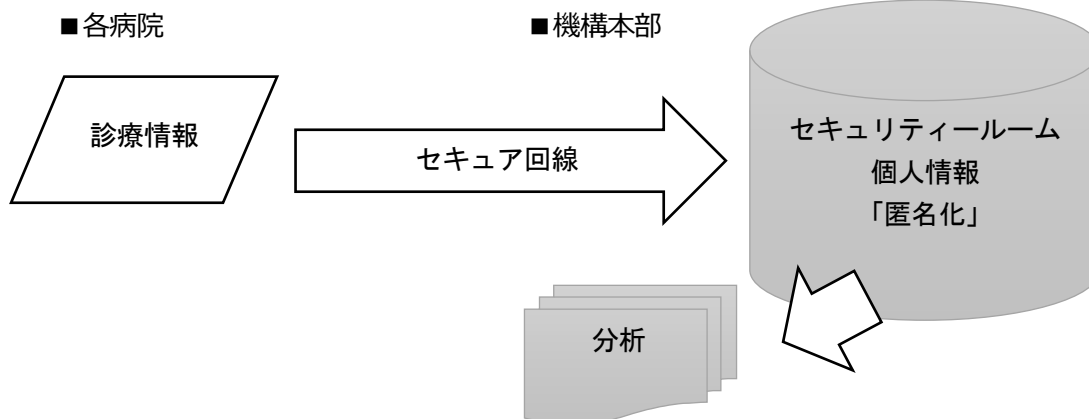 ■各病院
■機構本部
診療情報
セキュア回線
セキュリティールーム
個人情報
「匿名化」
分析